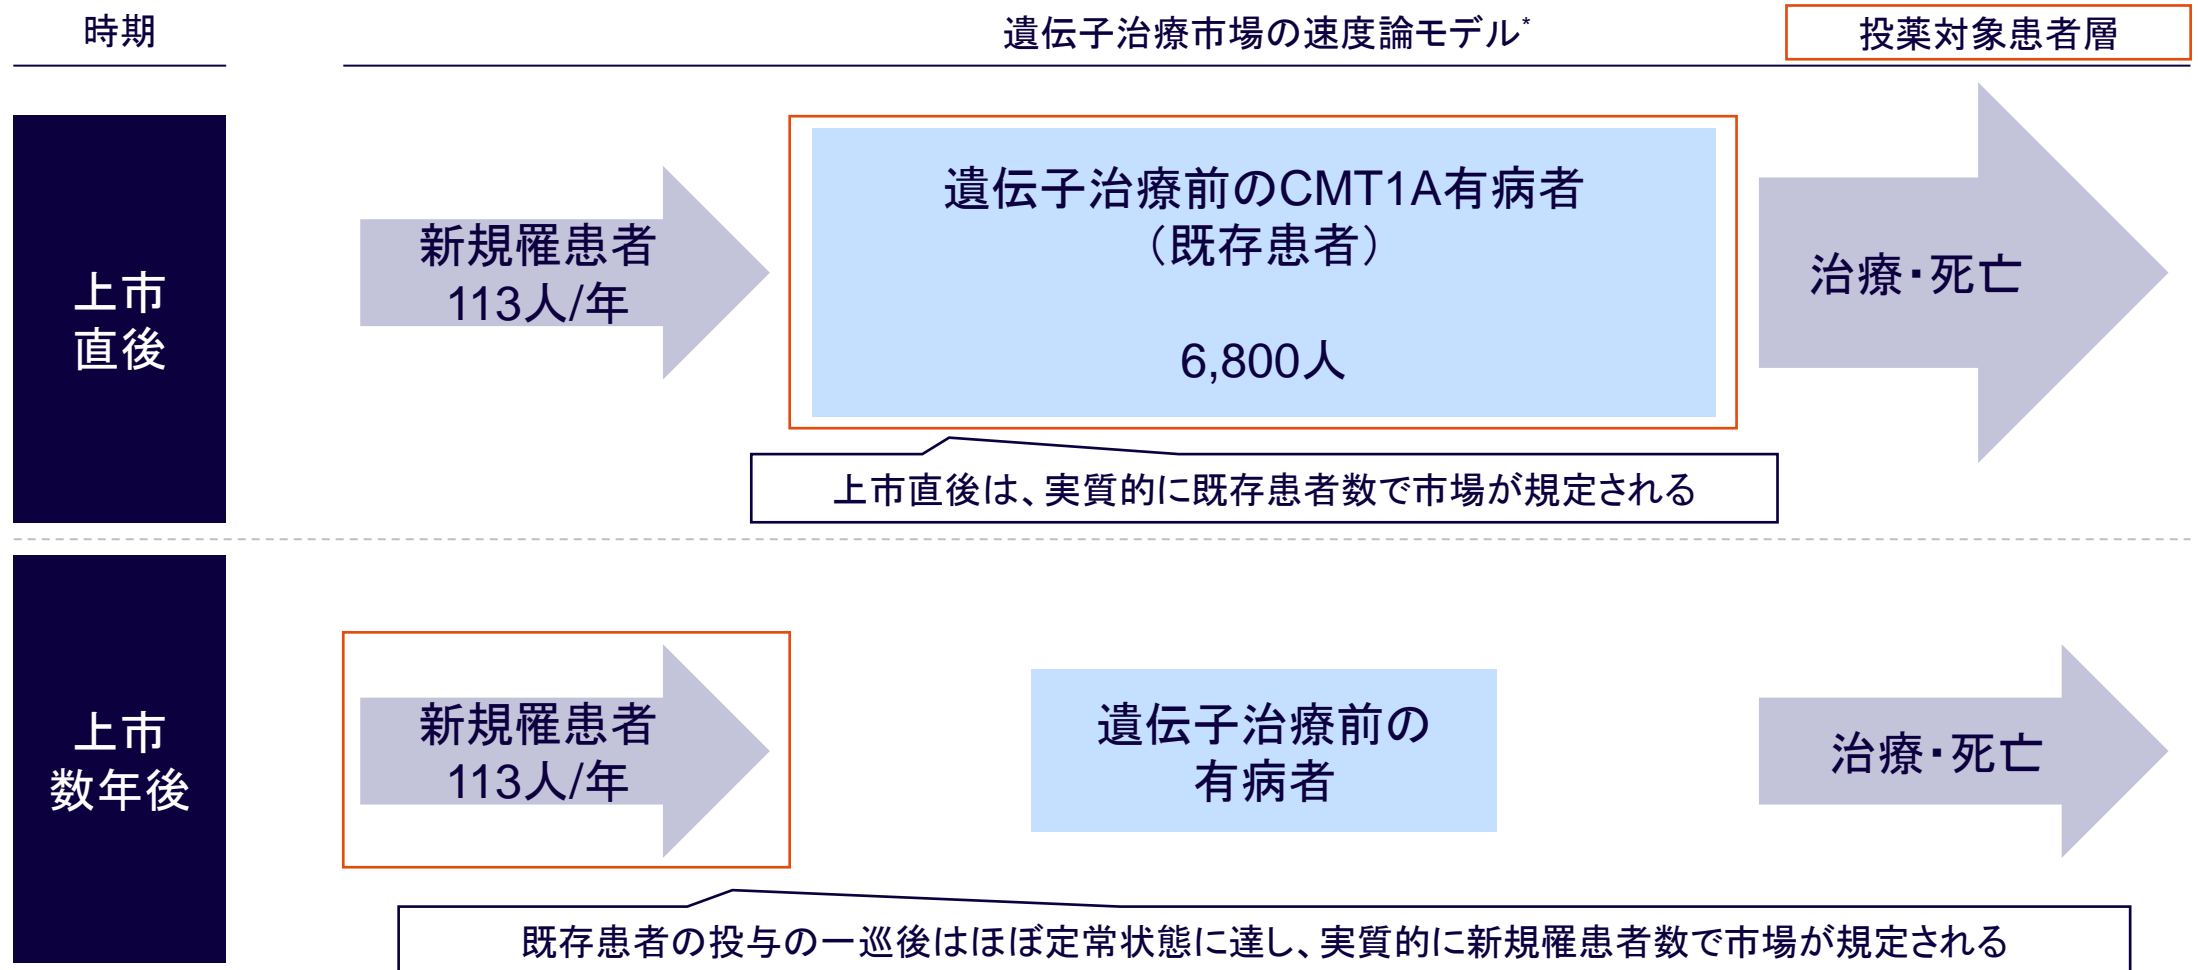 時期
遺伝子治療市場の速度論モデル*
投薬対象患者層
上市
直後
新規罹患者
113人/年
遺伝子治療前のCMT1A有病者
（既存患者）
6,800人
治療・死亡
上市直後は、実質的に既存患者数で市場が規定される
上市
数年後
新規罹患者
113人/年
遺伝子治療前の
有病者
治療・死亡
既存患者の投与の一巡後はほぼ定常状態に達し、実質的に新規罹患者数で市場が規定される